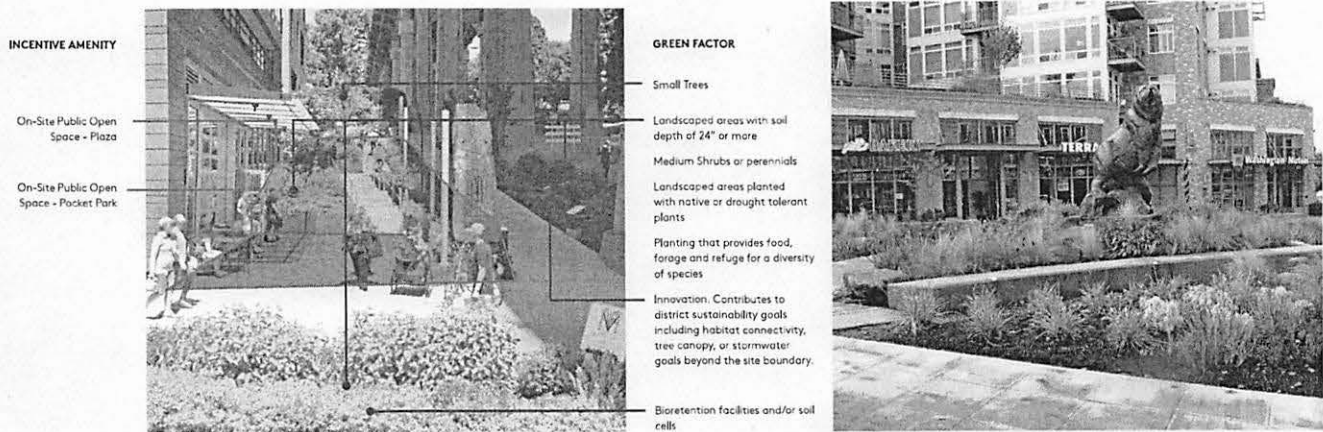 INCENTIVE AMENITY
On-Site Public Open
Space - Plaza
On-Site Public Open
Space - Pocket Park
GREEN FACTOR
Small Trees
Landscaped areas with soil
depth of 24" or more
Medium Shrubs or perennials
Landscaped areas planted
with native or drought tolerant
plants
Planting that provides food,
forage and refuge for a diversity
of species
Innovation. Contributes to
district sustainability goals
including habitat connectivity,
tree canopy, or stormwater
goals beyond the site boundary.
Bioretention facilities and/or soil
cells
BAKERY
TERRA
Washington Mutual